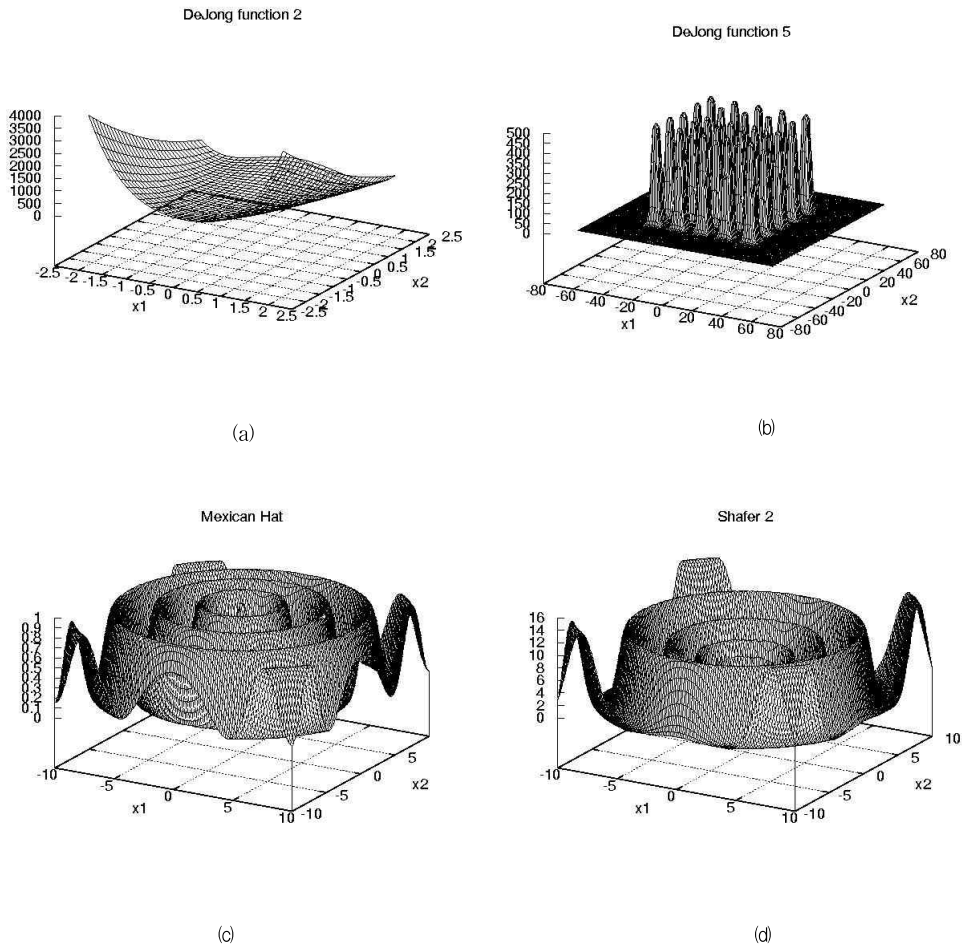 DeJong function 2
4000
3500
3000
2500
2000
1500
1000
500
0
-2.5 -2 -1.5 -1 -0.5 0 0.5 1 1.5 2 2.5
x1
-2.5 -1.5 -1 -0.5 0 0.5 1 1.5 2 2.5
x2
(a)
DeJong function 5
500
450
400
350
300
250
200
150
100
50
0
-80 -60 -40 -20 0 20 40 60 80
x1
-80 -60 -40 -20 0 20 40 60 80
x2
(b)
Mexican Hat
1
0.9
0.8
0.7
0.6
0.5
0.4
0.3
0.2
0.1
0
-10 -5 0 5 10
x1
-10 -5 0 5
x2
(c)
Shafer 2
16
14
12
10
8
6
4
2
0
-10 -5 0 5 10
x1
-10 -5 0 5 10
x2
(d)